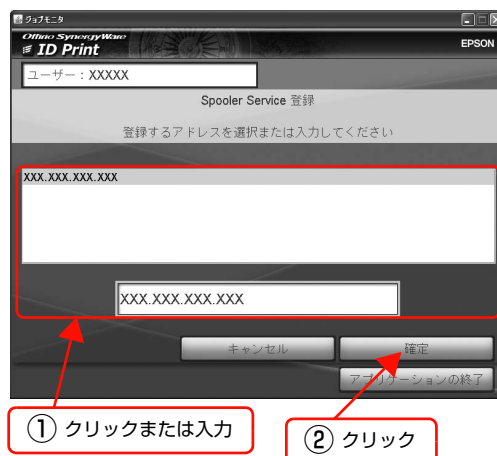 ジョブモニタ
Offirio SynergyWare
ID Print
EPSON
ユーザー：XXXXX
Spooler Service 登録
登録するアドレスを選択または入力してください
XXX.XXX.XXX.XXX
XXX.XXX.XXX.XXX
キャンセル
確定
アプリケーションの終了
① クリックまたは入力
② クリック